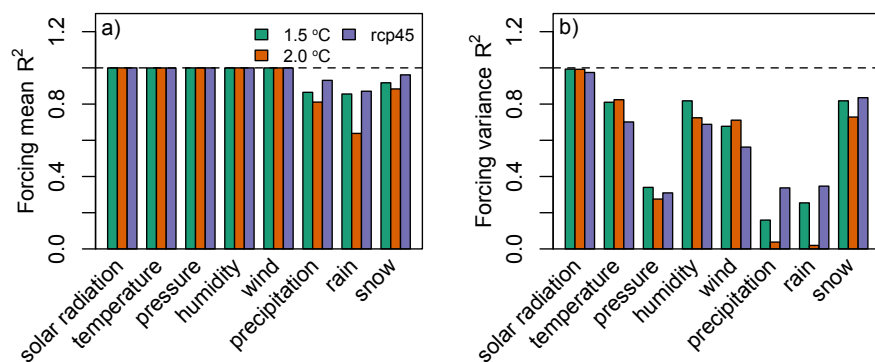 a)
1.5 °C
rcp45
2.0 °C
Forcing mean R²
0.0
0.4
0.8
1.2
solar radiation
temperature
pressure
humidity
wind
precipitation
rain
snow
b)
Forcing variance R²
0.0
0.4
0.8
1.2
solar radiation
temperature
pressure
humidity
wind
precipitation
rain
snow